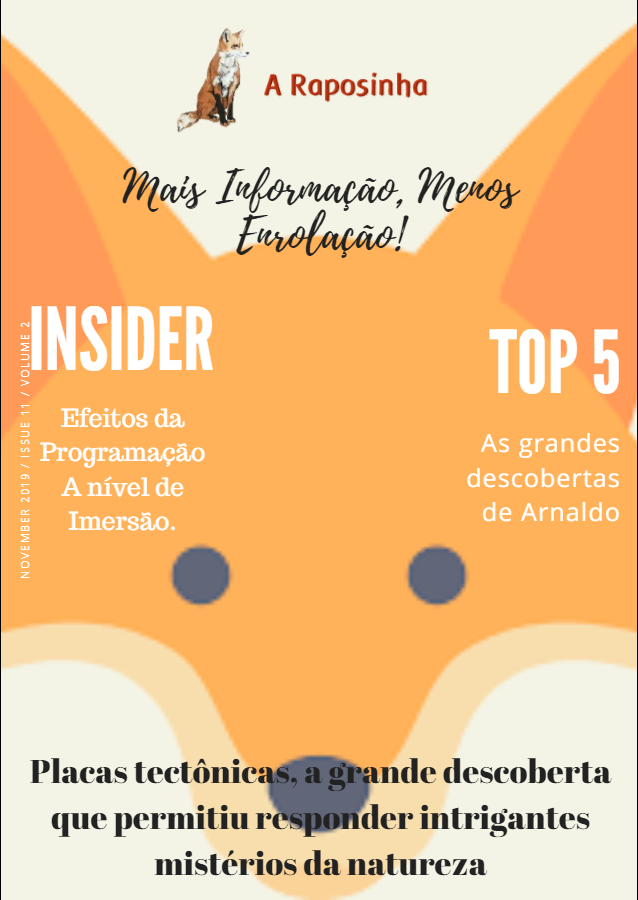 A Raposinha
Mais Informação, Menos
Enrolação!
INSIDER
Efeitos da
Programação
A nível de
Imersão.
NOVEMBER 2019 / ISSUE 11 / VOLUME 2
TOP 5
As grandes
descobertas
de Arnaldo
Placas tectônicas, a grande descoberta
que permitiu responder intrigantes
mistérios da natureza